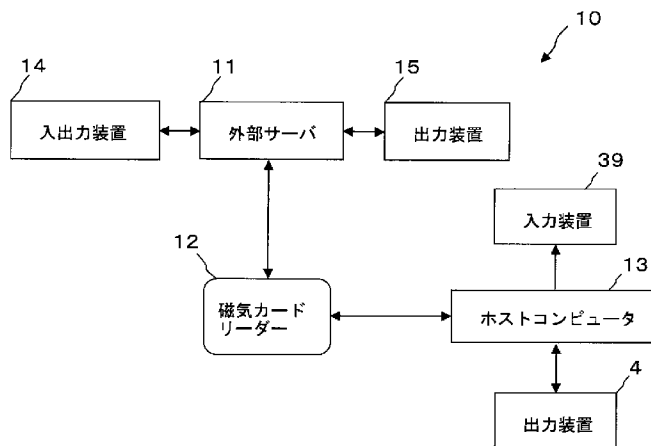 10
14
11
15
入出力装置
外部サーバ
出力装置
39
入力装置
12
13
磁気カード
リーダー
ホストコンピュータ
4
出力装置